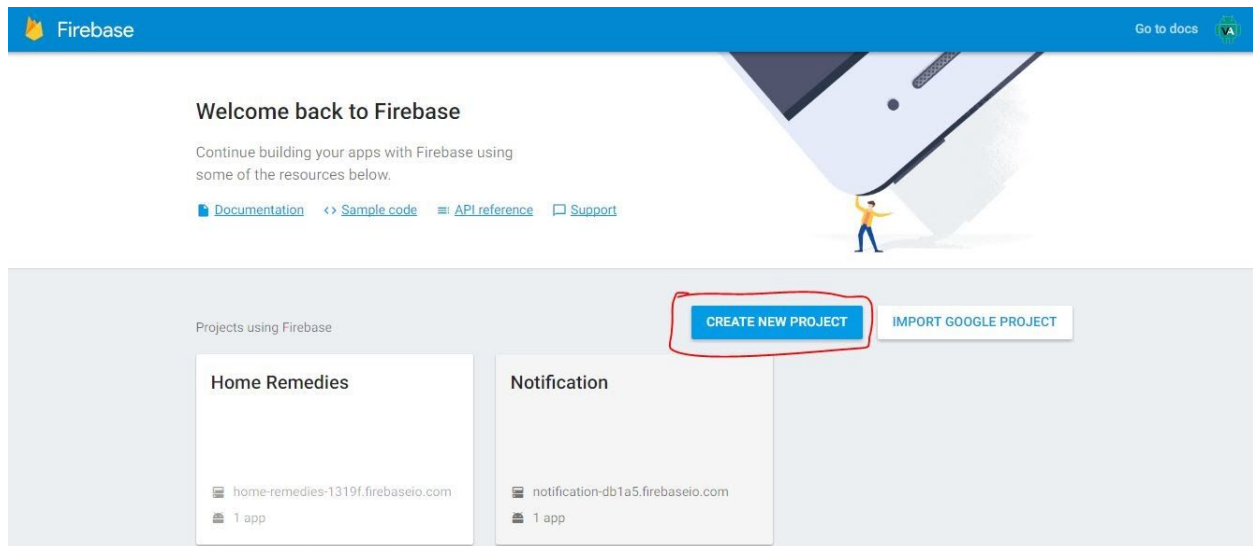 Firebase
Go to docs
VA
Welcome back to Firebase
Continue building your apps with Firebase using
some of the resources below.
Documentation
Sample code
API reference
Support
Projects using Firebase
CREATE NEW PROJECT
IMPORT GOOGLE PROJECT
Home Remedies
home-remedies-1319f.firebaseio.com
1 app
Notification
notification-db1a5.firebaseio.com
1 app